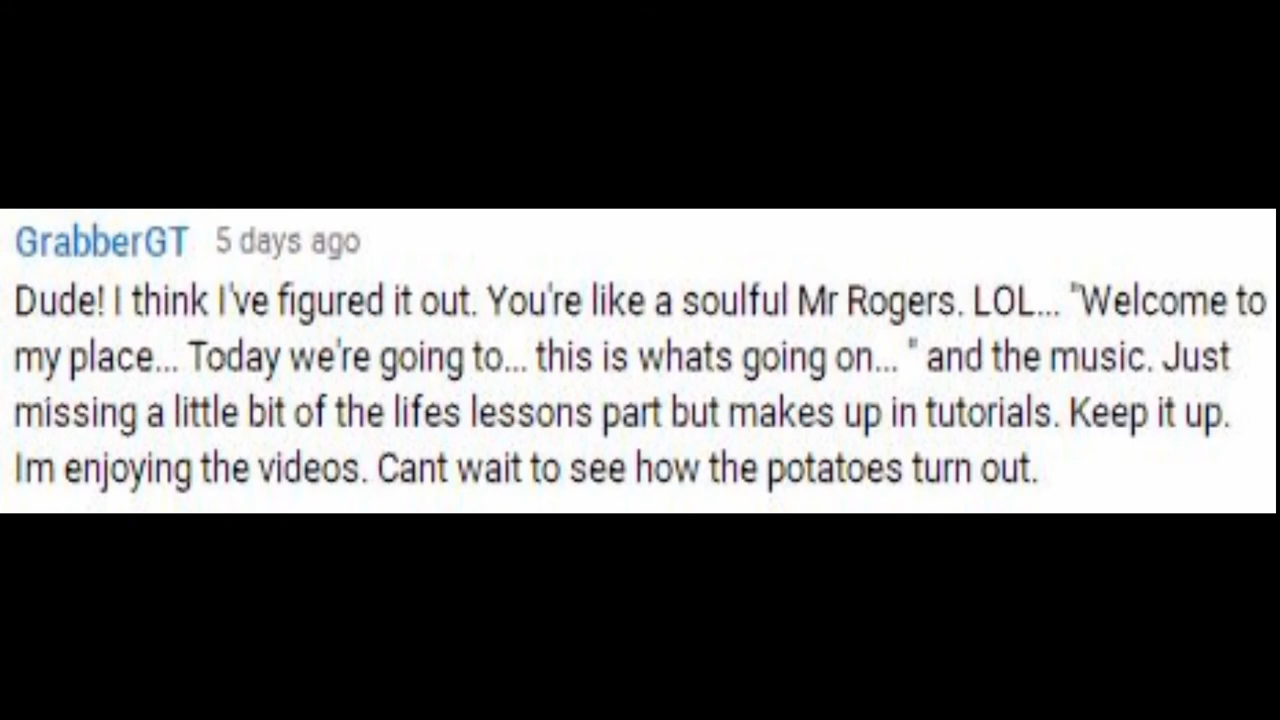 GrabberGT 5 days ago
Dude! I think I've figured it out. You're like a soulful Mr Rogers. LOL... "Welcome to
my place... Today we're going to... this is whats going on... " and the music. Just
missing a little bit of the lifes lessons part but makes up in tutorials. Keep it up.
Im enjoying the videos. Cant wait to see how the potatoes turn out.